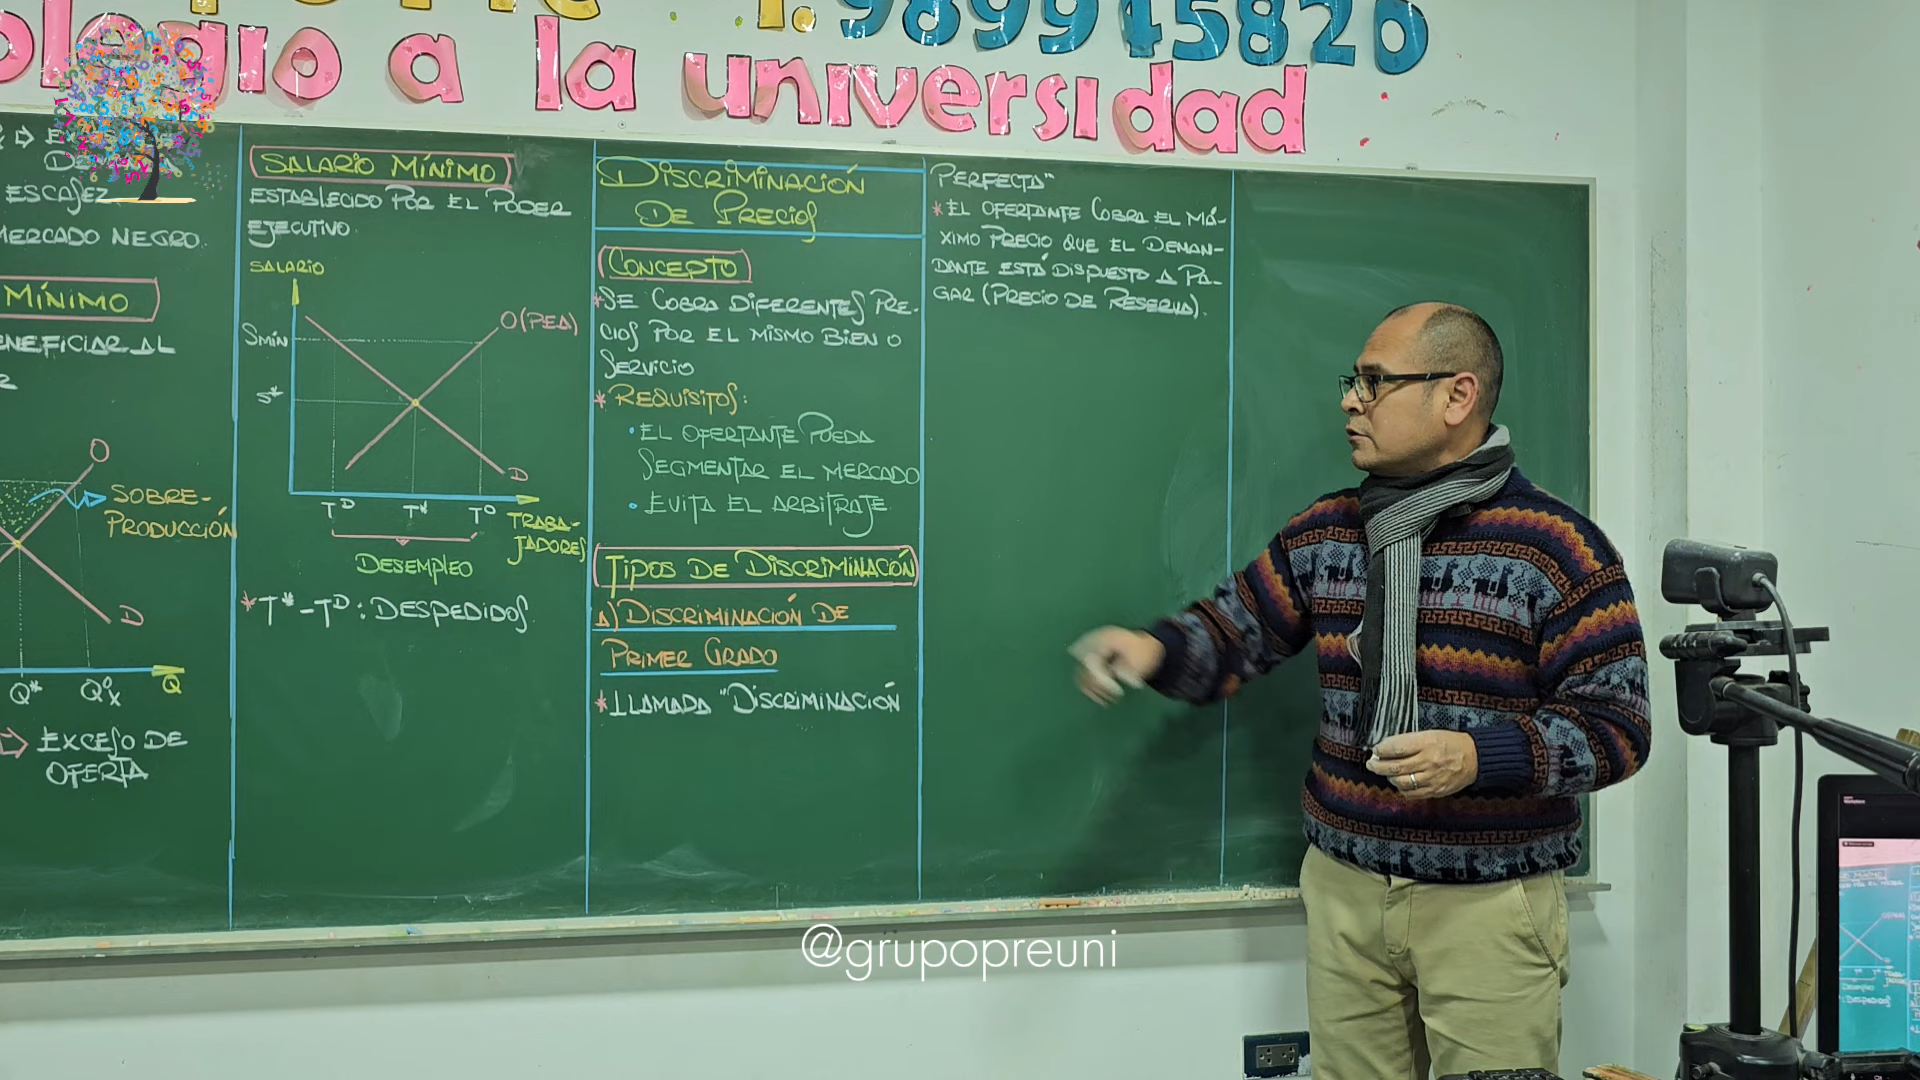 989915820
colegio a la universidad
ESCASEZ
MERCADO NEGRO.
MÍNIMO
BENEFICIAR AL
O
SOBRE-
PRODUCCIÓN
D
Q* Q°x Q
EXCESO DE
OFERTA
SALARIO MÍNIMO
ESTABLECIDO POR EL PODER
EJECUTIVO.
SALARIO
O(PEA)
Smín
S*
D
T^D T* T^O TRABA-
JADORES
DESEMPLEO
*T*-T^D: DESPEDIDOS.
DISCRIMINACIÓN
DE PRECIOS
CONCEPTO
*SE COBRA DIFERENTES PRE-
CIOS POR EL MISMO BIEN O
SERVICIO
*REQUISITOS:
•EL OFERTANTE PUEDA
SEGMENTAR EL MERCADO
•EVITA EL ARBITRAJE.
TIPOS DE DISCRIMINACIÓN
A)DISCRIMINACIÓN DE
PRIMER GRADO
*LLAMADA "DISCRIMINACIÓN
PERFECTA"
*EL OFERTANTE COBRA EL MÁ-
XIMO PRECIO QUE EL DEMAN-
DANTE ESTÁ DISPUESTO A PA-
GAR (PRECIO DE RESERVA).
@grupopreuni